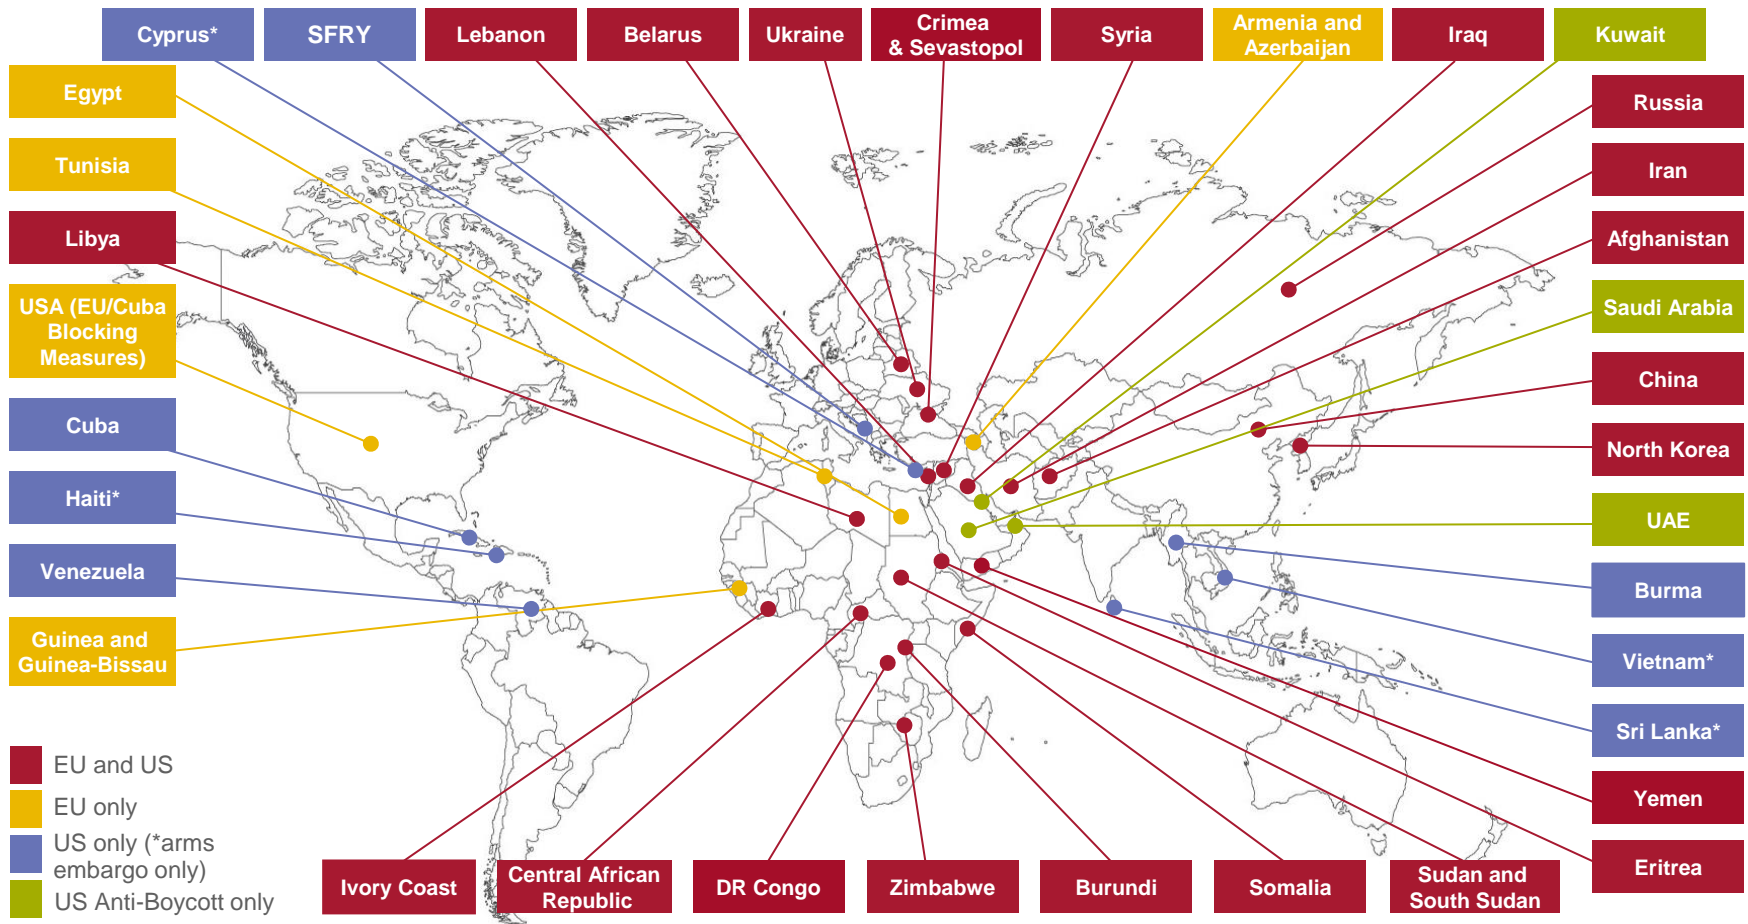 Cyprus*
SFRY
Lebanon
Belarus
Ukraine
Crimea
& Sevastopol
Syria
Armenia and
Azerbaijan
Iraq
Kuwait
Egypt
Tunisia
Libya
USA (EU/Cuba
Blocking
Measures)
Cuba
Haiti*
Venezuela
Guinea and
Guinea-Bissau
Russia
Iran
Afghanistan
Saudi Arabia
China
North Korea
UAE
Burma
Vietnam*
Sri Lanka*
Yemen
Eritrea
EU and US
EU only
US only (*arms
embargo only)
US Anti-Boycott only
Ivory Coast
Central African
Republic
DR Congo
Zimbabwe
Burundi
Somalia
Sudan and
South Sudan